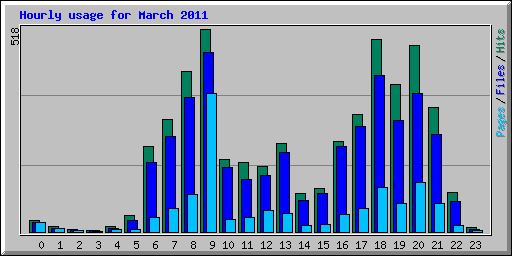 Hourly usage for March 2011
518
Pages / Files / Hits
0 1 2 3 4 5 6 7 8 9 10 11 12 13 14 15 16 17 18 19 20 21 22 23